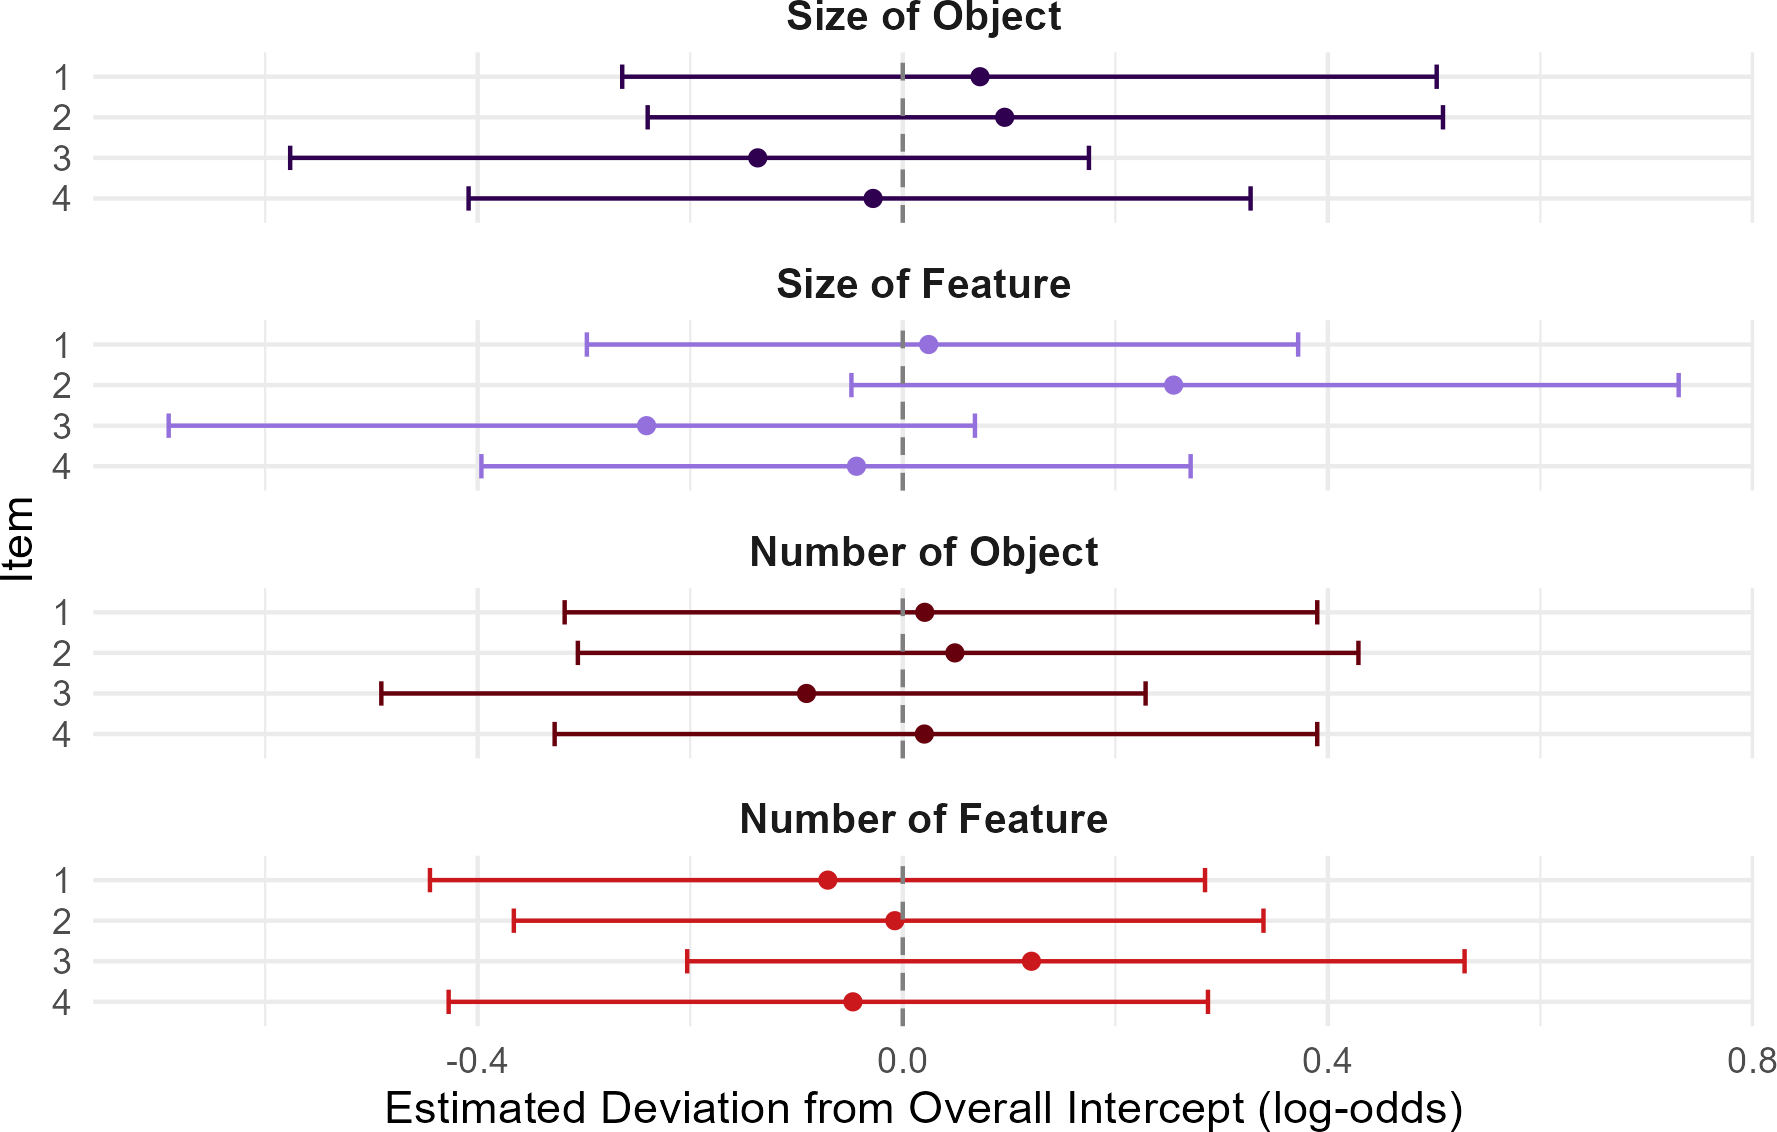 Size of Object
1
2
3
4
Size of Feature
1
2
3
4
Item
Number of Object
1
2
3
4
Number of Feature
1
2
3
4
-0.4 0.0 0.4 0.8
Estimated Deviation from Overall Intercept (log-odds)